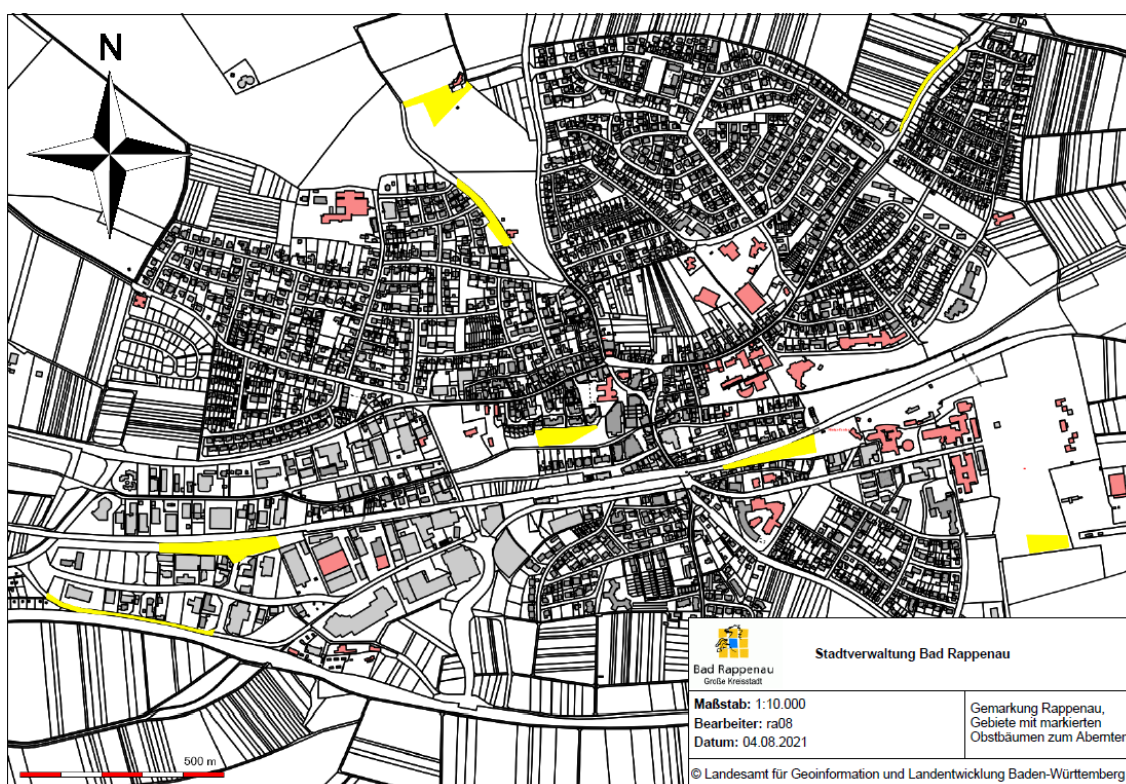 N
500 m
Bad Rappenau
Große Kreisstadt
Stadtverwaltung Bad Rappenau
Maßstab: 1:10.000
Bearbeiter: ra08
Datum: 04.08.2021
Gemarkung Rappenau,
Gebiete mit markierten
Obstbäumen zum Abernten
© Landesamt für Geoinformation und Landentwicklung Baden-Württemberg